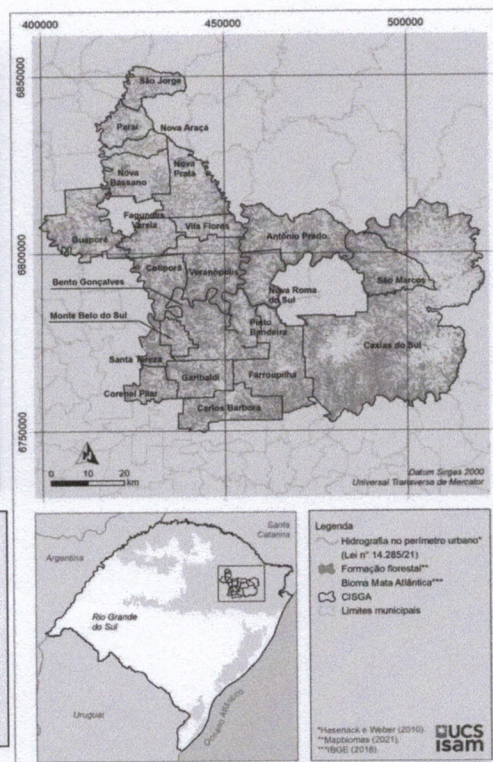 400000
450000
500000
6850000
São Jorge
Paraí
Nova Araçá
Nova
Bassano
Nova
Prata
Fagundes
Varela
Vila Flores
Guaporé
Antônio Prado
6800000
Cotiporã
Veranópolis
São Marcos
Bento Gonçalves
Nova Roma
do Sul
Monte Belo do Sul
Pinto
Bandeira
Caxias do Sul
Santa Tereza
Garibaldi
Farroupilha
Coronel Pilar
Carlos Barbora
6750000
0 10 20
km
Datum Sirgas 2000
Universal Transversa de Mercator
Santa
Catarina
Argentina
Rio Grande
do Sul
Uruguai
Oceano Atlântico
Legenda
Hidrografia no perímetro urbano*
(Lei n° 14.285/21)
Formação florestal**
Bioma Mata Atlântica***
CISGA
Limites municipais
*Hasenack e Weber (2010).
**Mapbiomas (2021).
***IBGE (2018).
UCS
isam